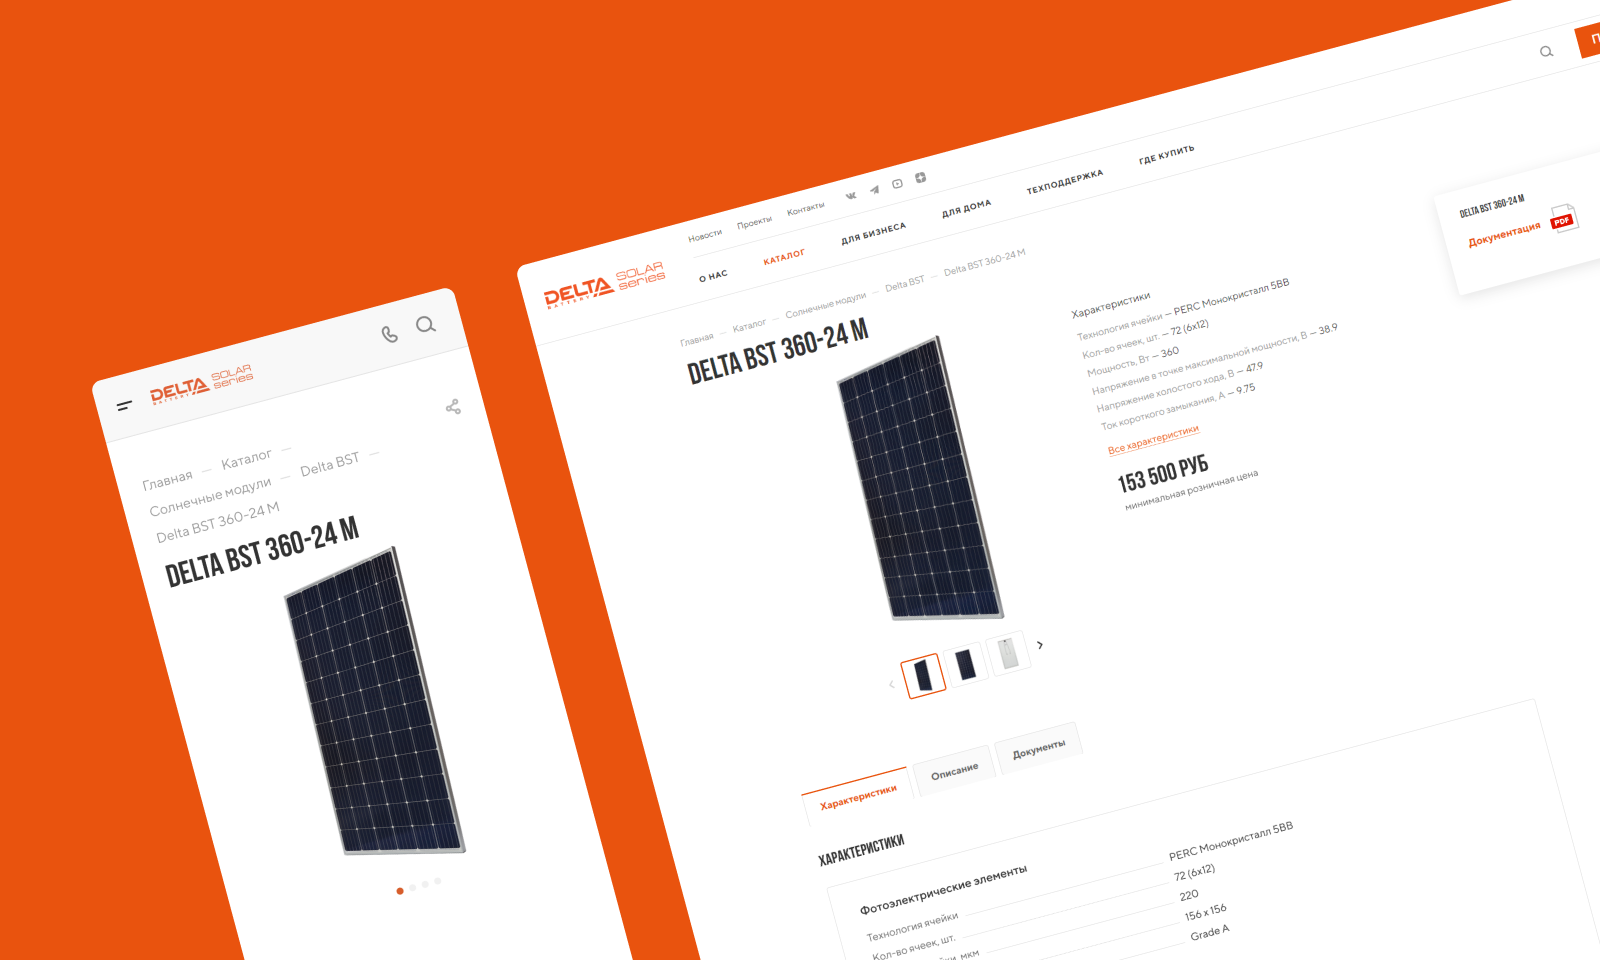 DELTA SOLAR
BATTERY series
Главная — Каталог —
Солнечные модули — Delta BST —
Delta BST 360-24 M
DELTA BST 360-24 M
Новости Проекты Контакты
DELTA SOLAR
BATTERY series
О НАС КАТАЛОГ ДЛЯ БИЗНЕСА ДЛЯ ДОМА ТЕХПОДДЕРЖКА ГДЕ КУПИТЬ
Главная — Каталог — Солнечные модули — Delta BST — Delta BST 360-24 M
DELTA BST 360-24 M
Характеристики
Технология ячейки — PERC Монокристалл 5BB
Кол-во ячеек, шт. — 72 (6x12)
Мощность, Вт — 360
Напряжение в точке максимальной мощности, В — 38.9
Напряжение холостого хода, В — 47.9
Ток короткого замыкания, А — 9.75
Все характеристики
153 500 РУБ
минимальная розничная цена
DELTA BST 360-24 M
Документация
PDF
Характеристики Описание Документы
ХАРАКТЕРИСТИКИ
Фотоэлектрические элементы
Технология ячейки PERC Монокристалл 5BB
Кол-во ячеек, шт. 72 (6x12)
мкм 220
156 x 156
Grade A